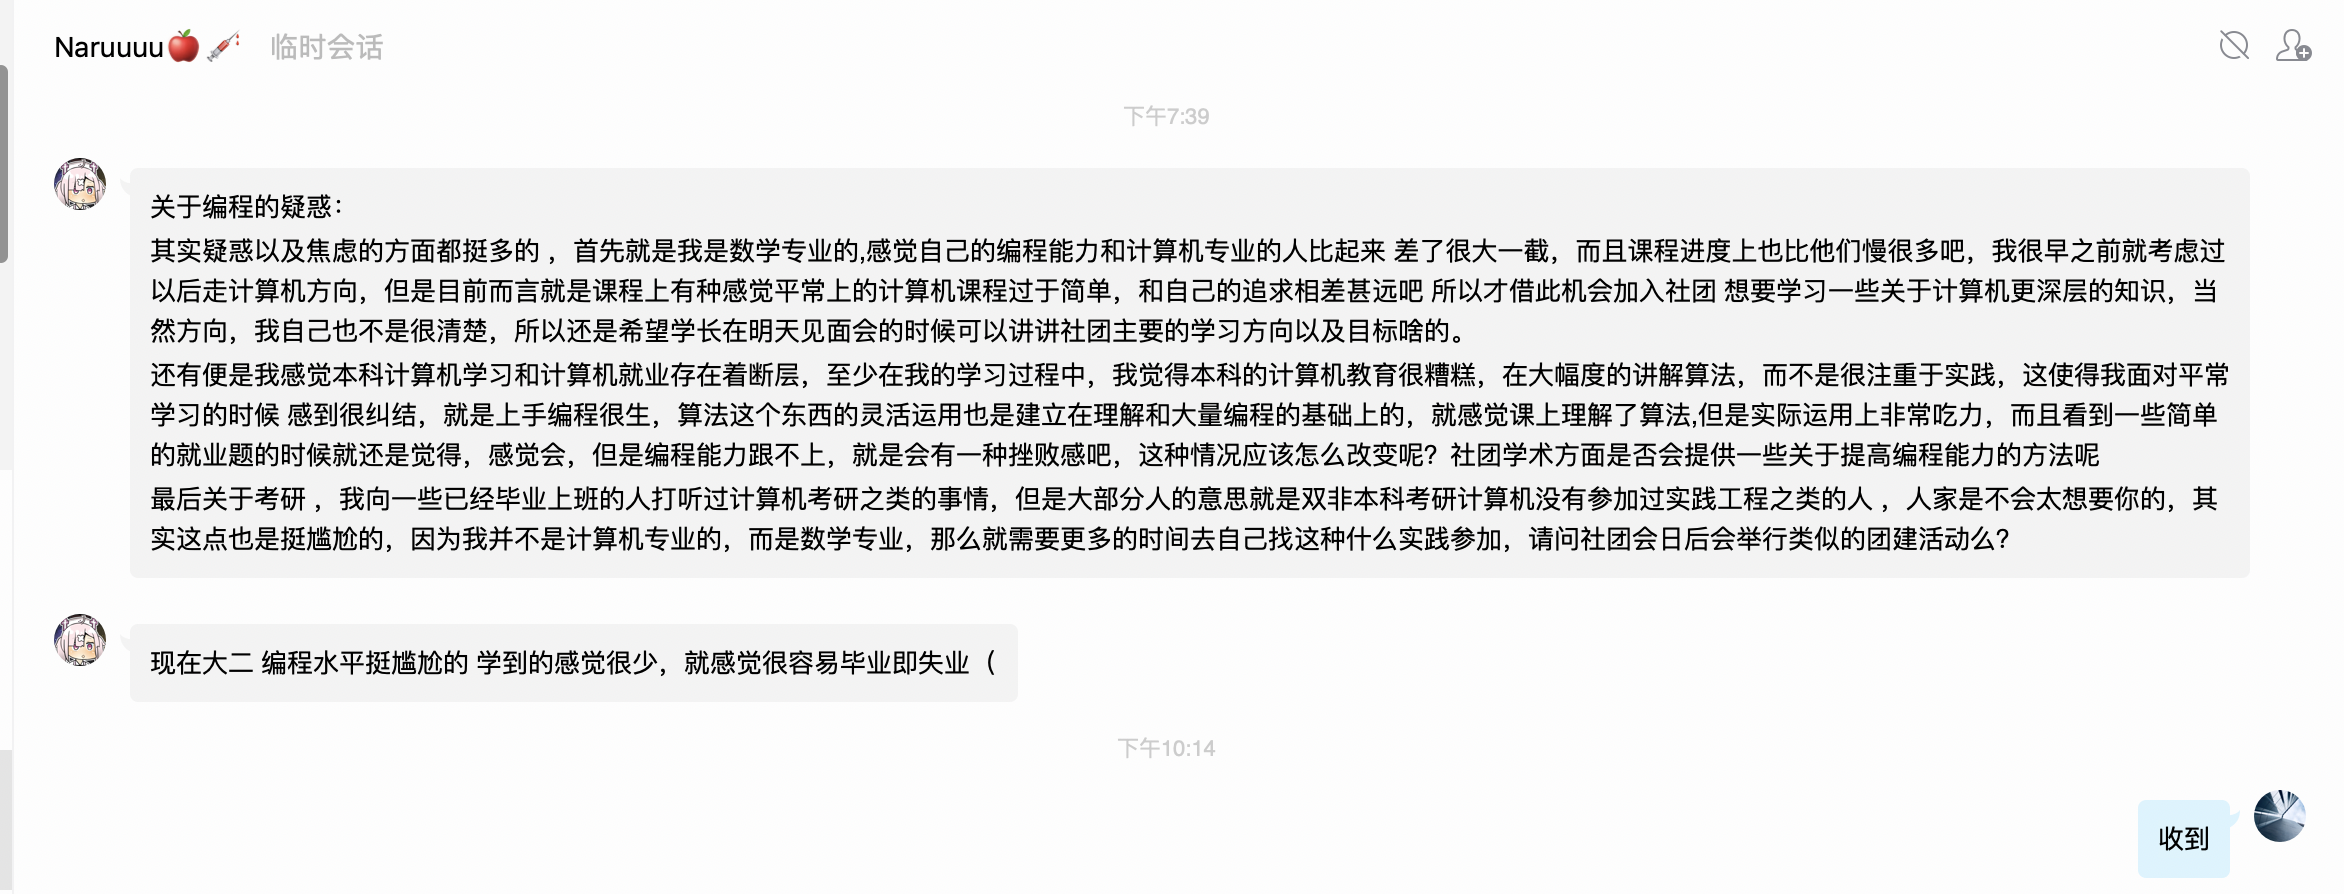 Naruuuu🍎💉 临时会话
下午7:39
关于编程的疑惑：
其实疑惑以及焦虑的方面都挺多的 ，首先就是我是数学专业的,感觉自己的编程能力和计算机专业的人比起来 差了很大一截，而且课程进度上也比他们慢很多吧，我很早之前就考虑过
以后走计算机方向，但是目前而言就是课程上有种感觉平常上的计算机课程过于简单，和自己的追求相差甚远吧 所以才借此机会加入社团 想要学习一些关于计算机更深层的知识，当
然方向，我自己也不是很清楚，所以还是希望学长在明天见面会的时候可以讲讲社团主要的学习方向以及目标啥的。
还有便是我感觉本科计算机学习和计算机就业存在着断层，至少在我的学习过程中，我觉得本科的计算机教育很糟糕，在大幅度的讲解算法，而不是很注重于实践，这使得我面对平常
学习的时候 感到很纠结，就是上手编程很生，算法这个东西的灵活运用也是建立在理解和大量编程的基础上的，就感觉课上理解了算法,但是实际运用上非常吃力，而且看到一些简单
的就业题的时候就还是觉得，感觉会，但是编程能力跟不上，就是会有一种挫败感吧，这种情况应该怎么改变呢？社团学术方面是否会提供一些关于提高编程能力的方法呢
最后关于考研 ，我向一些已经毕业上班的人打听过计算机考研之类的事情，但是大部分人的意思就是双非本科考研计算机没有参加过实践工程之类的人 ，人家是不会太想要你的，其
实这点也是挺尴尬的，因为我并不是计算机专业的，而是数学专业，那么就需要更多的时间去自己找这种什么实践参加，请问社团会日后会举行类似的团建活动么？
现在大二 编程水平挺尴尬的 学到的感觉很少，就感觉很容易毕业即失业（
下午10:14
收到